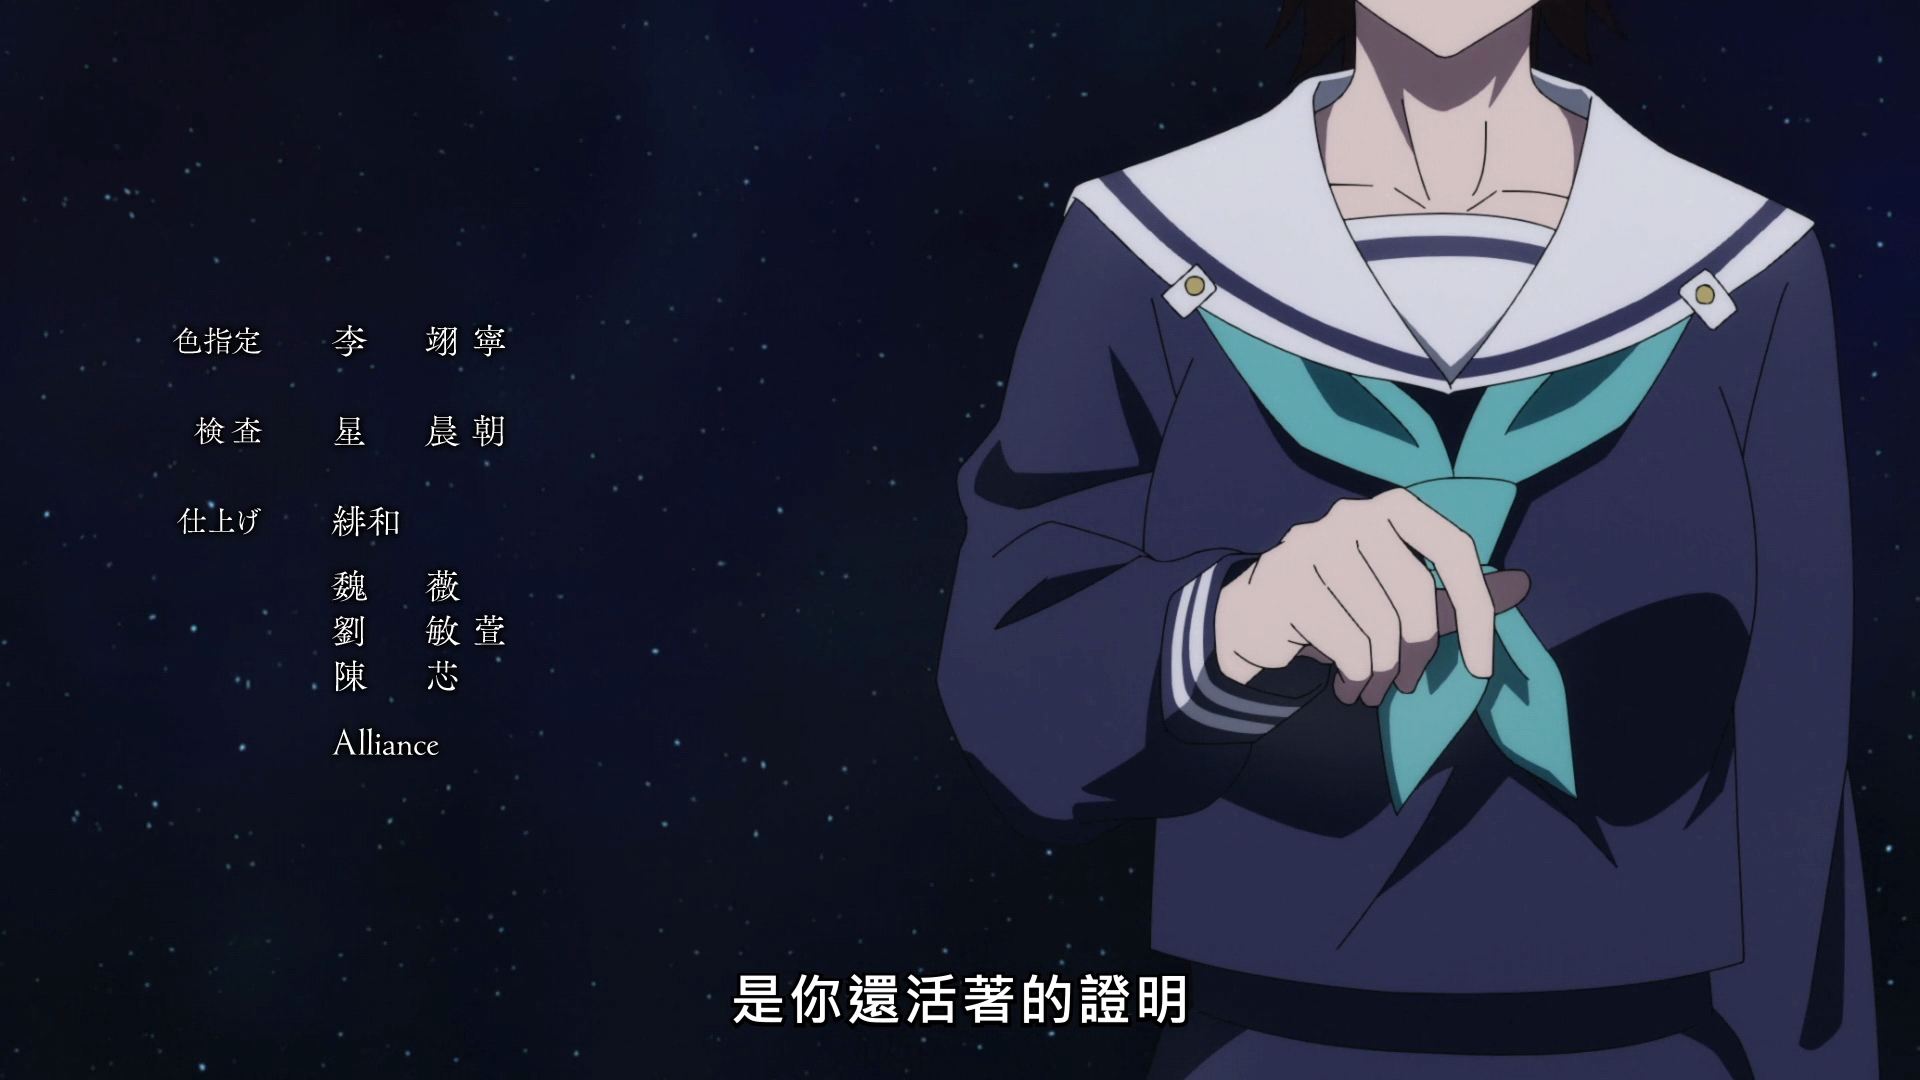 色指定 李 翊寧
検査 星 晨朝
仕上げ 緋和
魏 薇
劉 敏萱
陳 芯
Alliance
是你還活著的證明